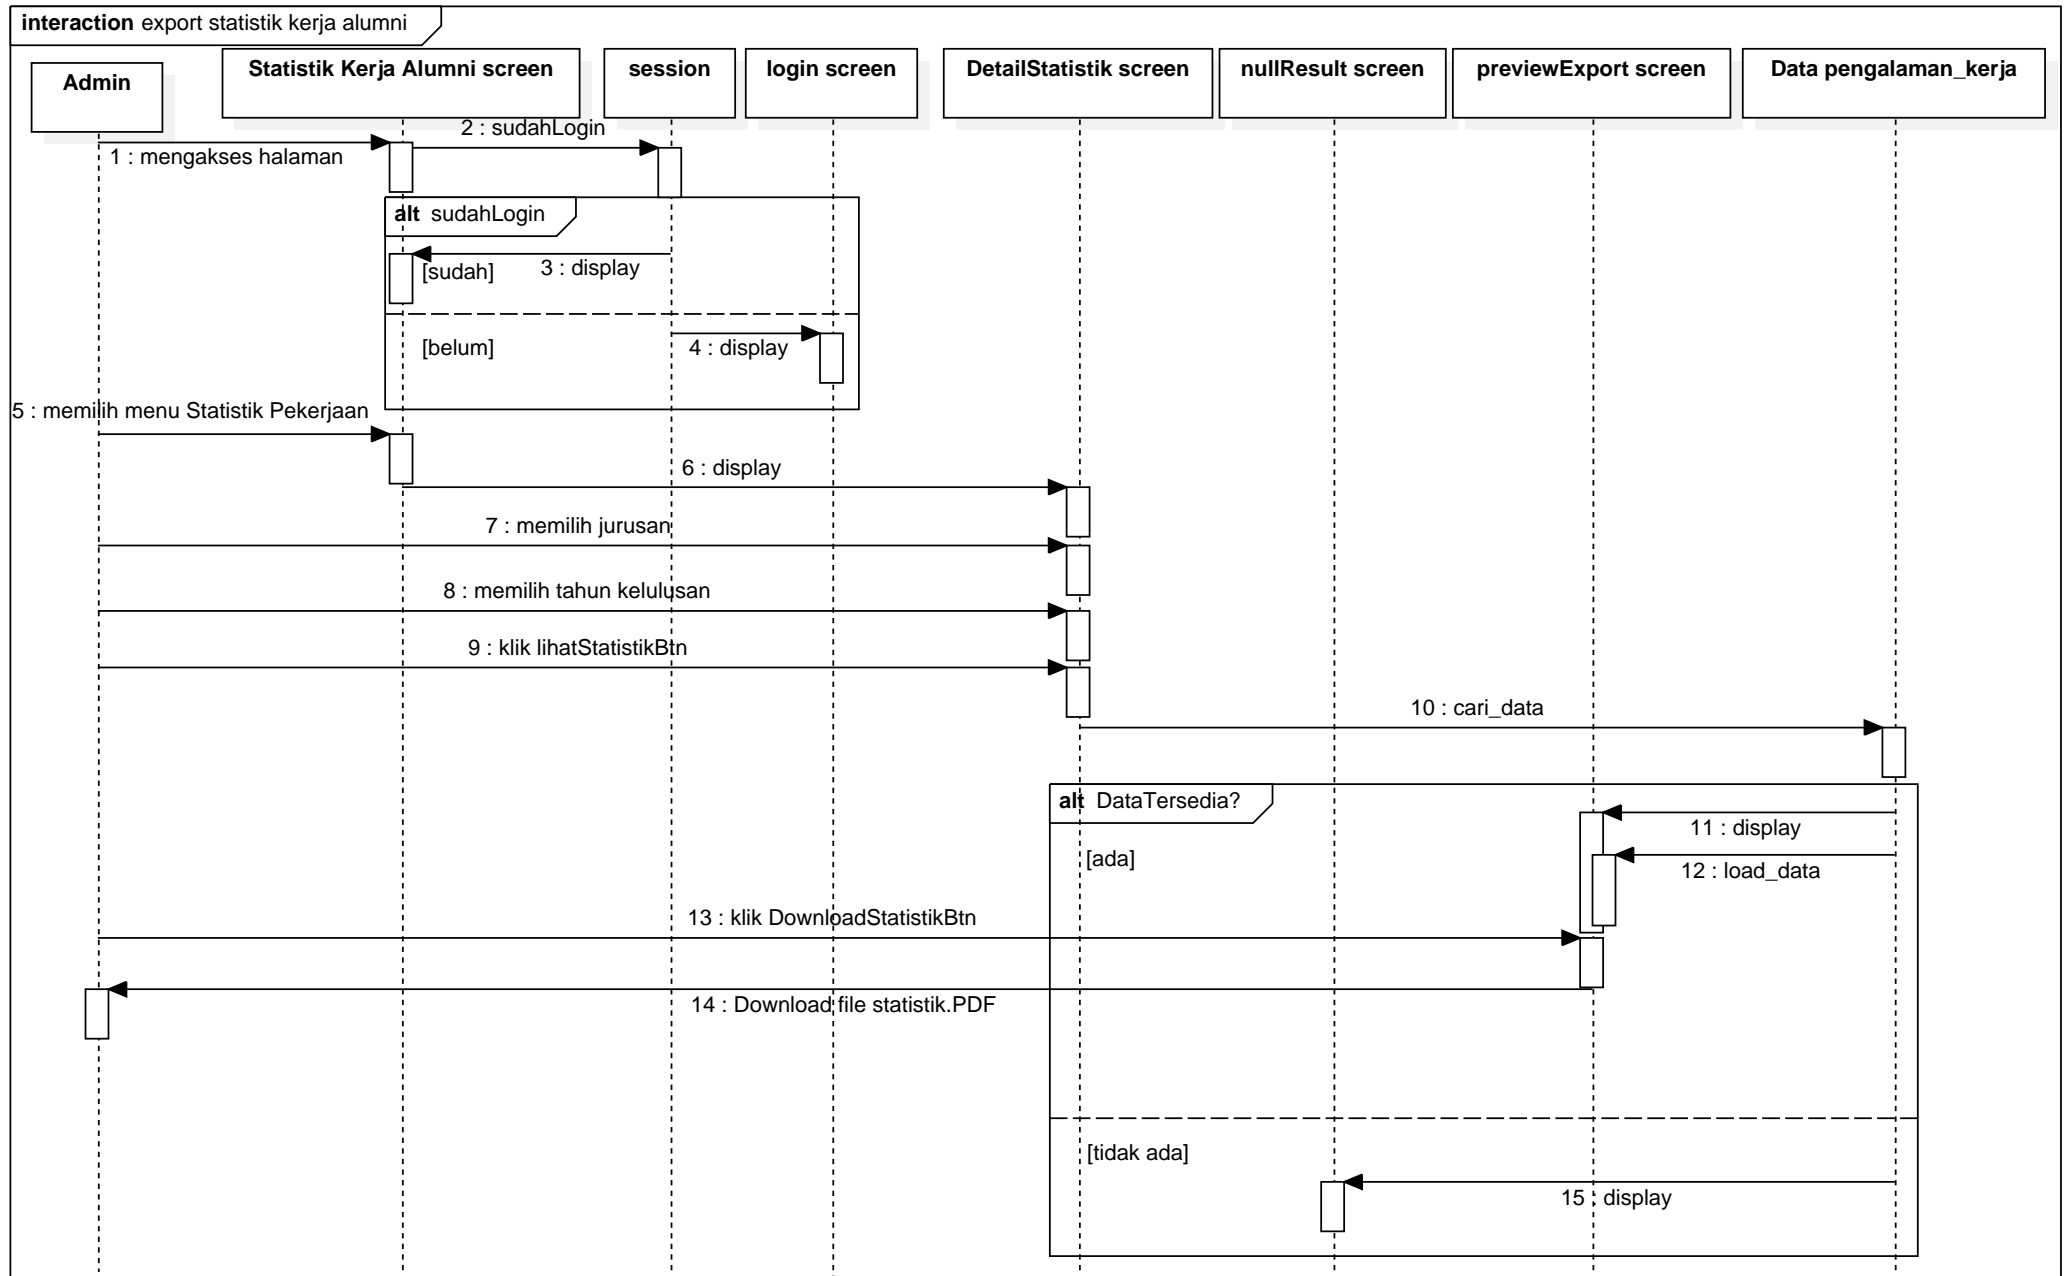 interaction export statistik kerja alumni
Admin
Statistik Kerja Alumni screen
session
login screen
DetailStatistik screen
nullResult screen
previewExport screen
Data pengalaman_kerja
2 : sudahLogin
1 : mengakses halaman
alt sudahLogin
[sudah]
3 : display
[belum]
4 : display
5 : memilih menu Statistik Pekerjaan
6 : display
7 : memilih jurusan
8 : memilih tahun kelulusan
9 : klik lihatStatistikBtn
10 : cari_data
alt DataTersedia?
11 : display
[ada]
12 : load_data
13 : klik DownloadStatistikBtn
14 : Download file statistik.PDF
[tidak ada]
15 : display